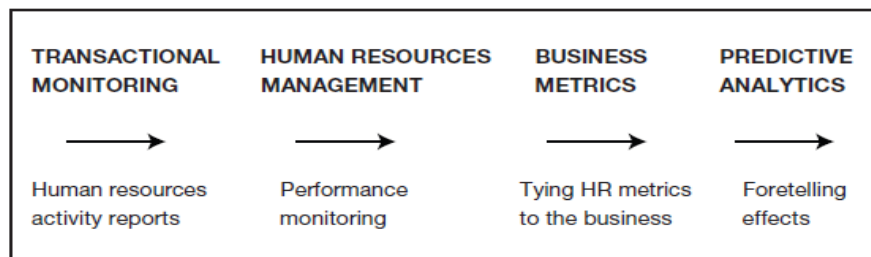 TRANSACTIONAL MONITORING
HUMAN RESOURCES MANAGEMENT
BUSINESS METRICS
PREDICTIVE ANALYTICS
Human resources activity reports
Performance monitoring
Tying HR metrics to the business
Foretelling effects